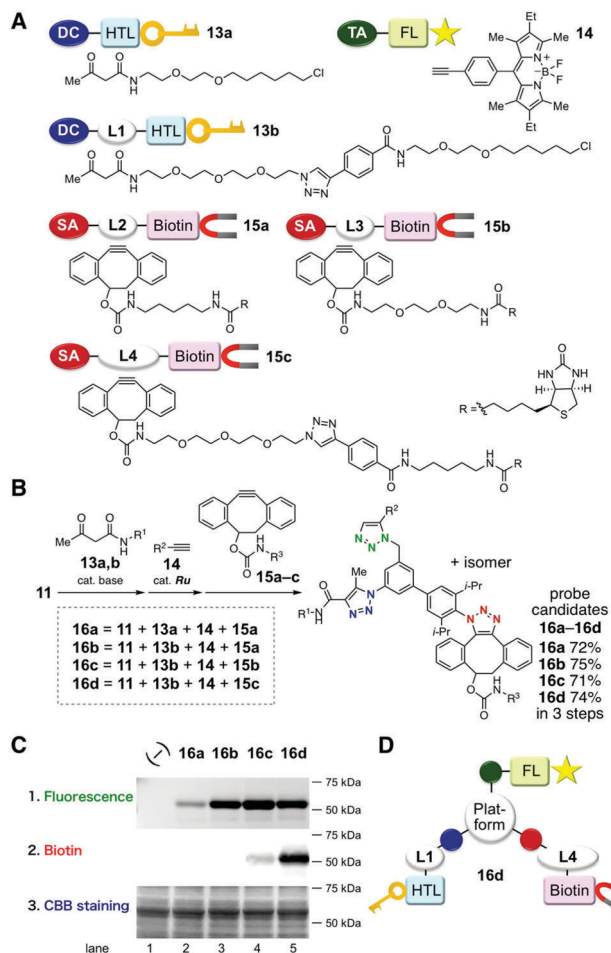 A
DC HTL 13a
TA FL 14
Me O O N H O O Cl
Et Me Me N+ B- F F N Me Me Et
DC L1 HTL 13b
Me O O N H O O O N N=N O N H O O Cl
SA L2 Biotin 15a
SA L3 Biotin 15b
O O H N H N R O
O O H N O O H N R O
SA L4 Biotin 15c
O O H N O O O N N=N O H N H N R O
R = O HN NH H H S
B
Me O O N H R¹
13a,b
cat. base
R²
14
cat. Ru
O O H N R³
15a–c
11
16a = 11 + 13a + 14 + 15a
16b = 11 + 13b + 14 + 15a
16c = 11 + 13b + 14 + 15b
16d = 11 + 13b + 14 + 15c
R²
N N=N
+ isomer
Me i-Pr
R¹ N H O N N=N i-Pr N N=N
O O H N R³
probe
candidates
16a–16d
16a 72%
16b 75%
16c 71%
16d 74%
in 3 steps
C
(–) 16a 16b 16c 16d
1. Fluorescence
75 kDa
50 kDa
2. Biotin
75 kDa
50 kDa
3. CBB staining
75 kDa
50 kDa
lane 1 2 3 4 5
D
FL
Plat-
form
L1 L4
16d
HTL Biotin